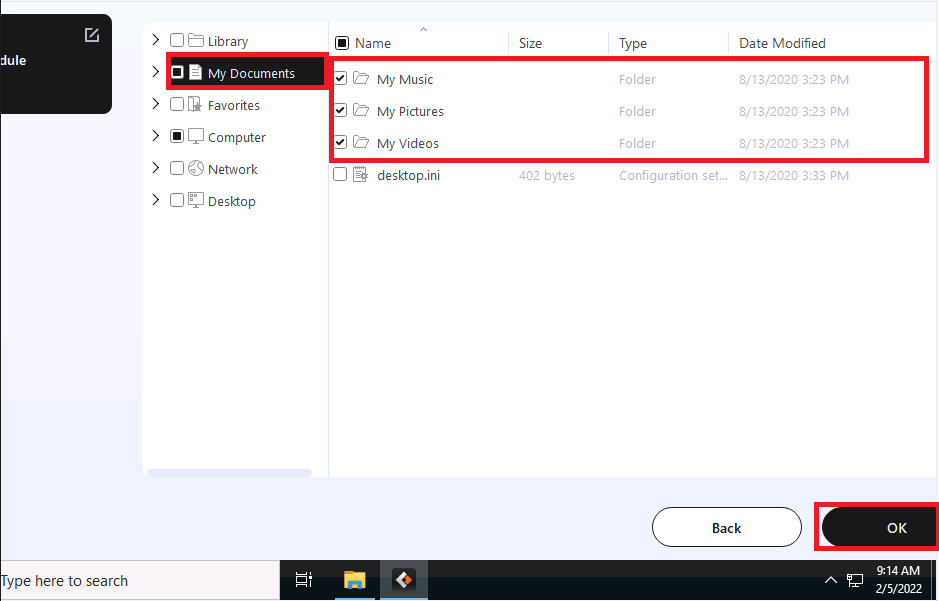 dule
Library
My Documents
Favorites
Computer
Network
Desktop
Name Size Type Date Modified
My Music Folder 8/13/2020 3:23 PM
My Pictures Folder 8/13/2020 3:23 PM
My Videos Folder 8/13/2020 3:23 PM
desktop.ini 402 bytes Configuration set... 8/13/2020 3:33 PM
Back
OK
Type here to search
9:14 AM
2/5/2022